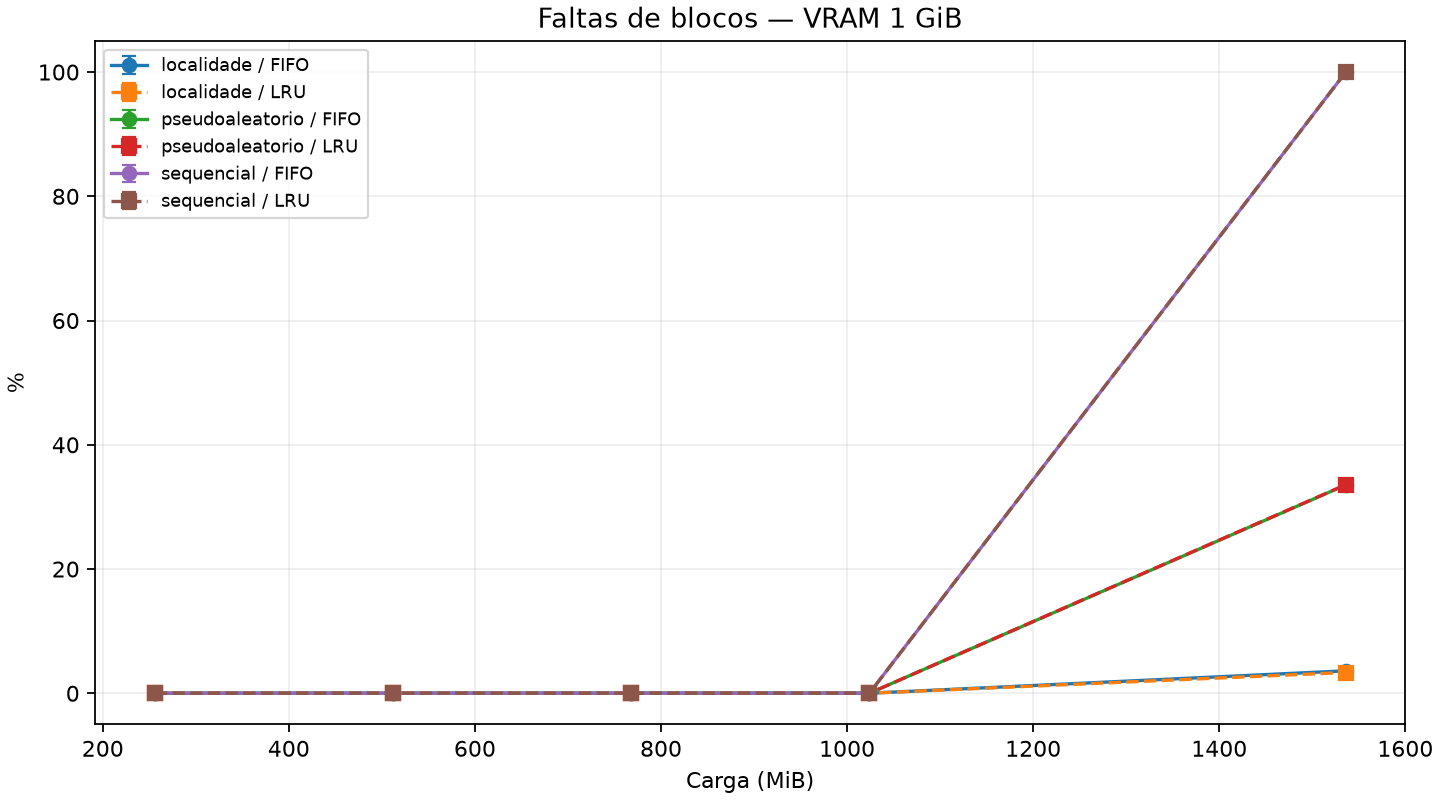 Faltas de blocos — VRAM 1 GiB
localidade / FIFO
localidade / LRU
pseudoaleatorio / FIFO
pseudoaleatorio / LRU
sequencial / FIFO
sequencial / LRU
%
100
80
60
40
20
0
200 400 600 800 1000 1200 1400 1600
Carga (MiB)